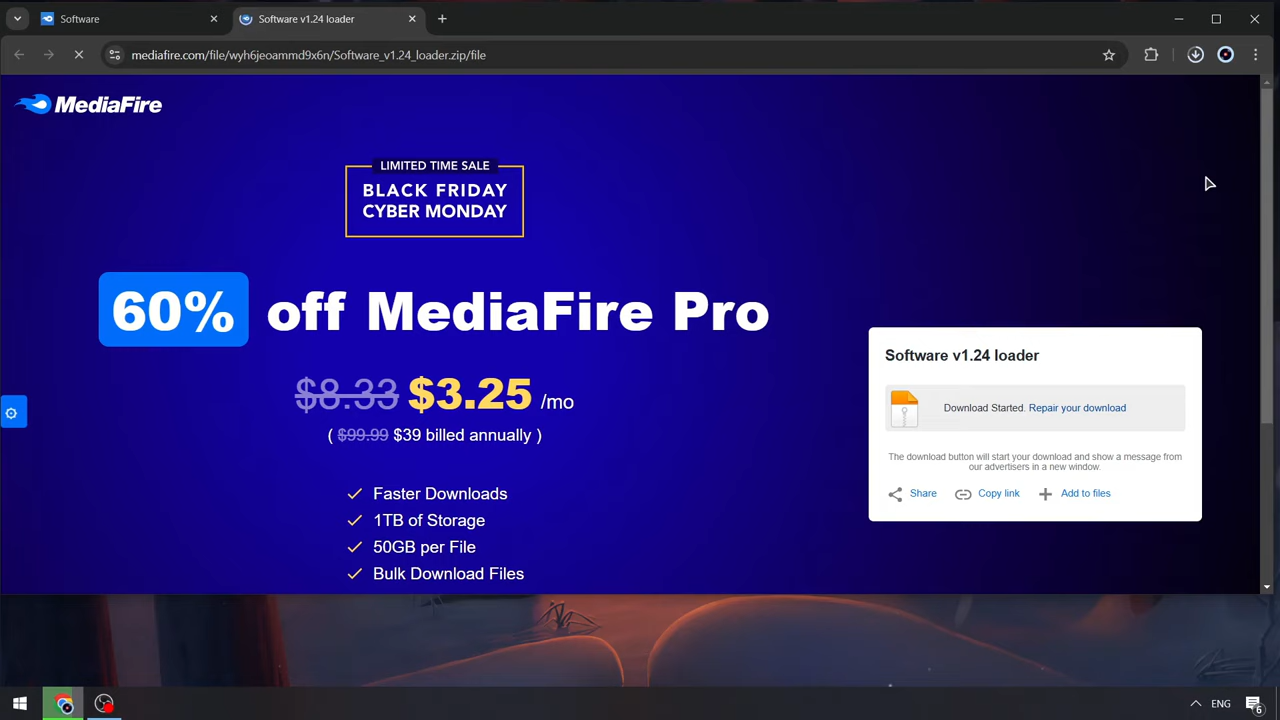 Software
Software v1.24 loader
mediafire.com/file/wyh6jeoammd9x6n/Software_v1.24_loader.zip/file
MediaFire
LIMITED TIME SALE
BLACK FRIDAY
CYBER MONDAY
60% off MediaFire Pro
$8.33 $3.25 /mo
( $99.99 $39 billed annually )
Faster Downloads
1TB of Storage
50GB per File
Bulk Download Files
Software v1.24 loader
Download Started. Repair your download
The download button will start your download and show a message from
our advertisers in a new window.
Share
Copy link
Add to files
ENG
6